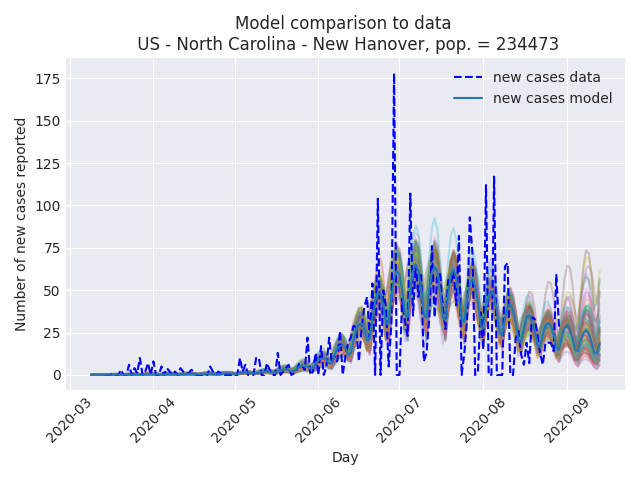 Model comparison to data
US - North Carolina - New Hanover, pop. = 234473
Number of new cases reported
175
150
125
100
75
50
25
0
new cases data
new cases model
2020-03
2020-04
2020-05
2020-06
2020-07
2020-08
2020-09
Day